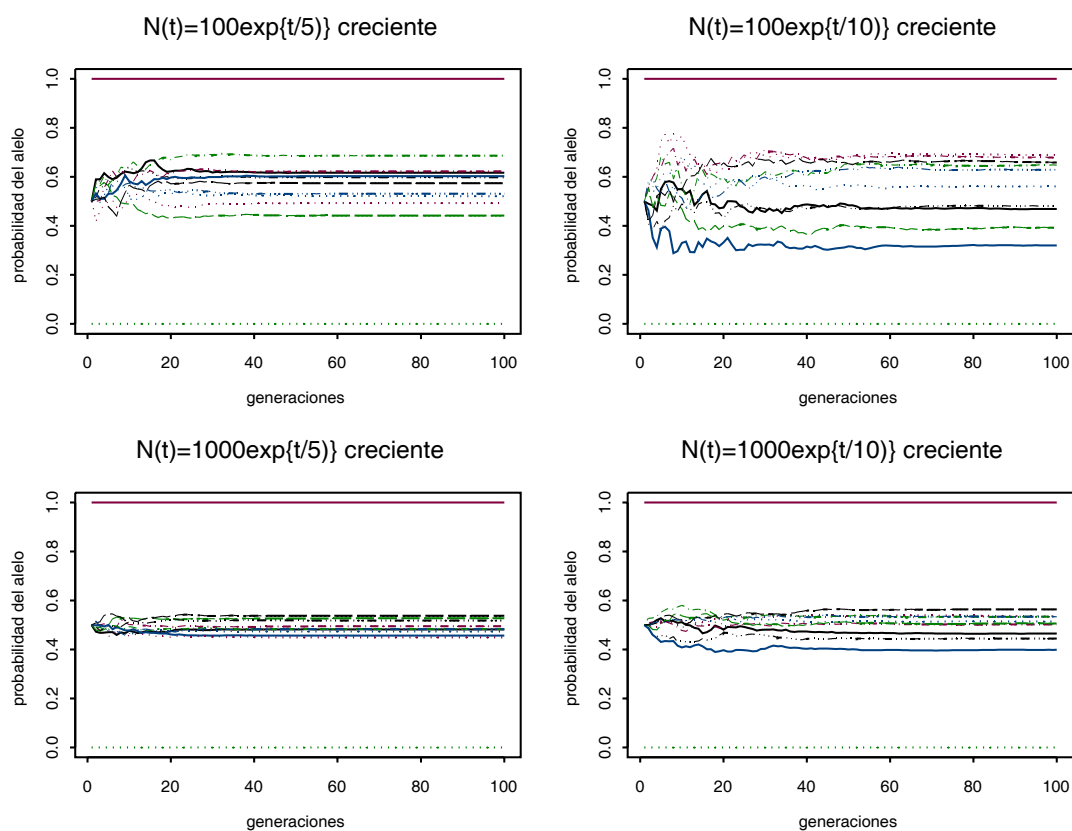 N(t)=100exp{t/5)} creciente
probabilidad del alelo
1.0
0.8
0.6
0.4
0.2
0.0
0 20 40 60 80 100
generaciones
N(t)=100exp{t/10)} creciente
probabilidad del alelo
1.0
0.8
0.6
0.4
0.2
0.0
0 20 40 60 80 100
generaciones
N(t)=1000exp{t/5)} creciente
probabilidad del alelo
1.0
0.8
0.6
0.4
0.2
0.0
0 20 40 60 80 100
generaciones
N(t)=1000exp{t/10)} creciente
probabilidad del alelo
1.0
0.8
0.6
0.4
0.2
0.0
0 20 40 60 80 100
generaciones